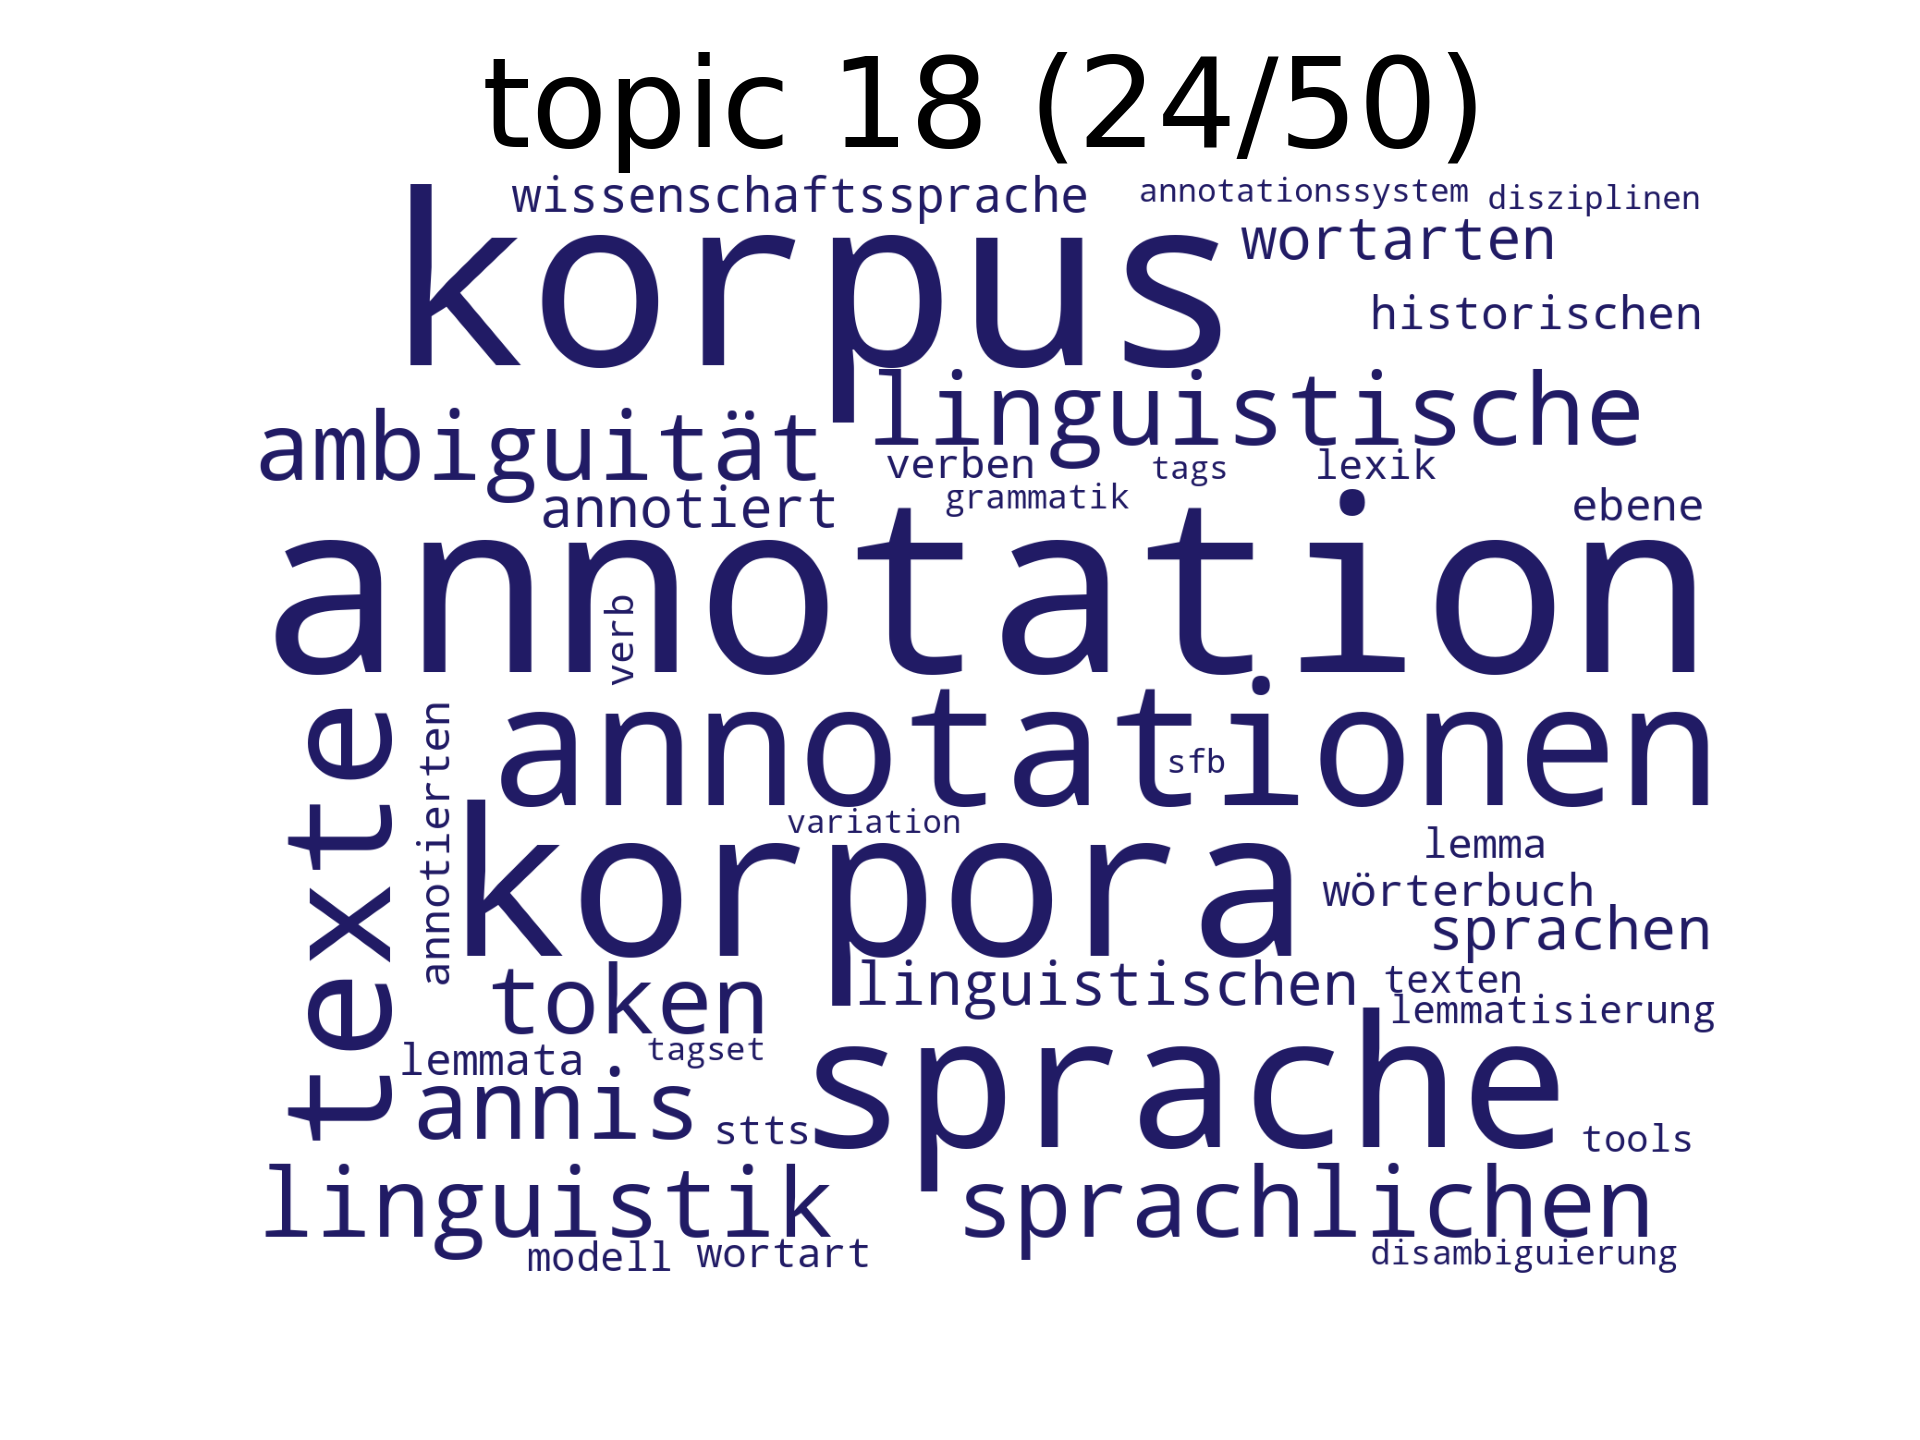 topic 18 (24/50)
wissenschaftssprache
annotationssystem
disziplinen
korpus
wortarten
historischen
linguistische
ambiguität
verben
tags
lexik
annotiert
grammatik
ebene
annotation
verb
texte
annotierten
annotationen
sfb
variation
korpora
lemma
wörterbuch
sprachen
token
linguistischen
texten
lemmatisierung
lemmata
tagset
sprache
annis
stts
tools
linguistik
sprachlichen
modell
wortart
disambiguierung